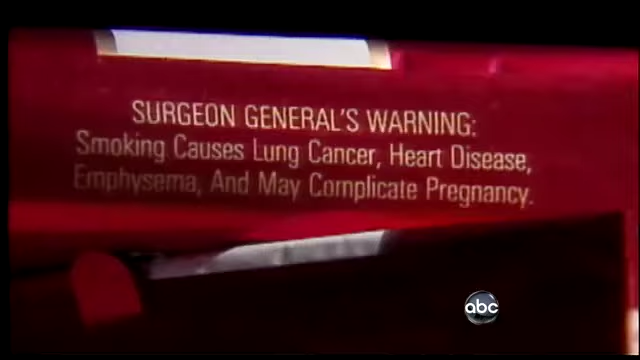 SURGEON GENERAL'S WARNING:
Smoking Causes Lung Cancer, Heart Disease,
Emphysema, And May Complicate Pregnancy.
abc